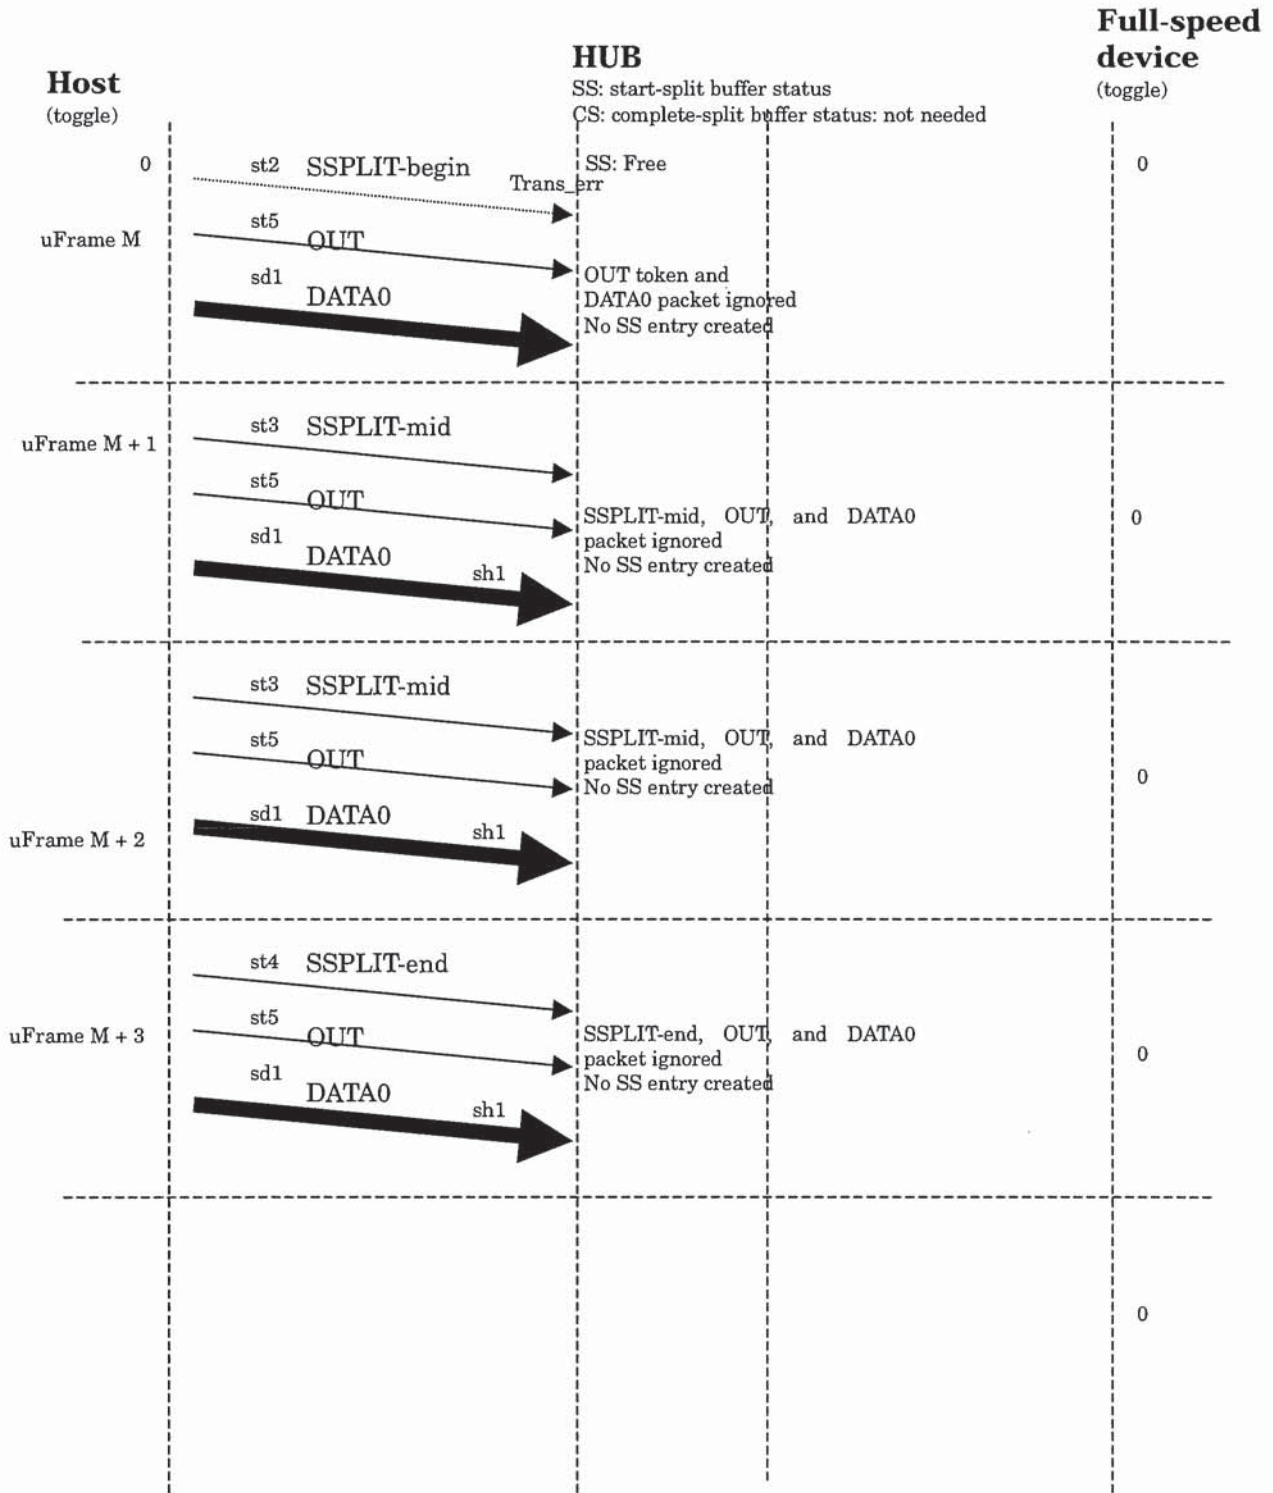 Full-speed
device
(toggle)
HUB
SS: start-split buffer status
CS: complete-split buffer status: not needed
Host
(toggle)
0
st2 SSPLIT-begin
SS: Free
0
Trans_err
st5
OUT
uFrame M
sd1
DATA0
OUT token and
DATA0 packet ignored
No SS entry created
st3 SSPLIT-mid
uFrame M + 1
st5
OUT
SSPLIT-mid, OUT, and DATA0
packet ignored
No SS entry created
0
sd1
DATA0
sh1
st3 SSPLIT-mid
st5
OUT
SSPLIT-mid, OUT, and DATA0
packet ignored
No SS entry created
0
sd1 DATA0
sh1
uFrame M + 2
st4 SSPLIT-end
st5
OUT
uFrame M + 3
SSPLIT-end, OUT, and DATA0
packet ignored
No SS entry created
0
sd1
DATA0
sh1
0